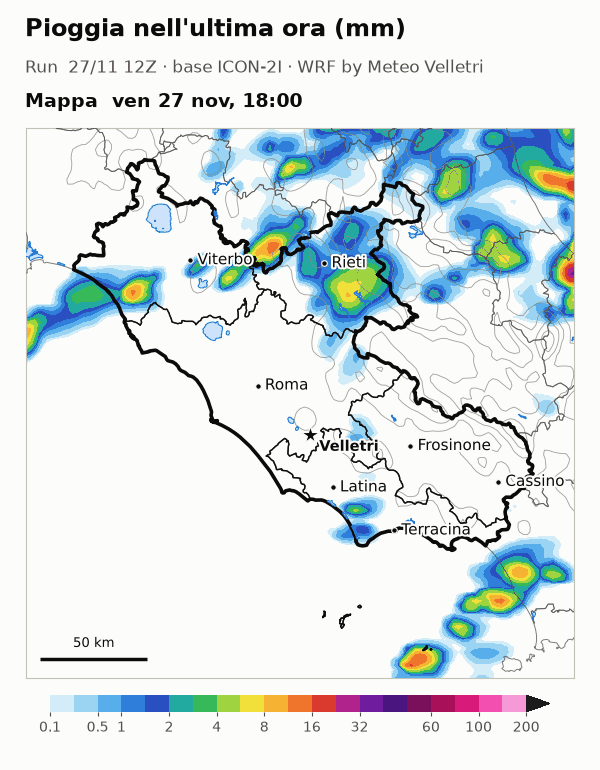 Pioggia nell'ultima ora (mm)
Run  27/11 12Z · base ICON-2I · WRF by Meteo Velletri
Mappa  ven 27 nov, 18:00
Viterbo
Rieti
Roma
Velletri
Frosinone
Cassino
Latina
Terracina
50 km
0.1 0.5 1 2 4 8 16 32 60 100 200